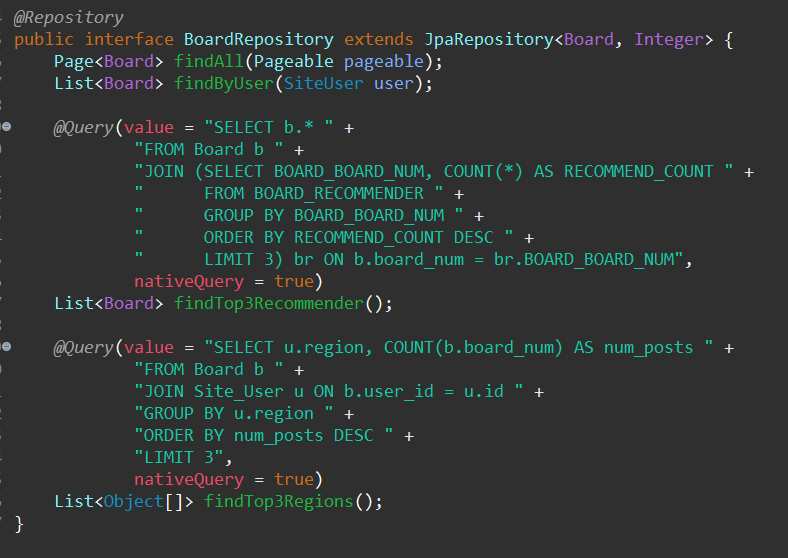 @Repository
public interface BoardRepository extends JpaRepository<Board, Integer> {
    Page<Board> findAll(Pageable pageable);
    List<Board> findByUser(SiteUser user);

    @Query(value = "SELECT b.* " +
            "FROM Board b " +
            "JOIN (SELECT BOARD_BOARD_NUM, COUNT(*) AS RECOMMEND_COUNT " +
            "      FROM BOARD_RECOMMENDER " +
            "      GROUP BY BOARD_BOARD_NUM " +
            "      ORDER BY RECOMMEND_COUNT DESC " +
            "      LIMIT 3) br ON b.board_num = br.BOARD_BOARD_NUM",
            nativeQuery = true)
    List<Board> findTop3Recommender();

    @Query(value = "SELECT u.region, COUNT(b.board_num) AS num_posts " +
            "FROM Board b " +
            "JOIN Site_User u ON b.user_id = u.id " +
            "GROUP BY u.region " +
            "ORDER BY num_posts DESC " +
            "LIMIT 3",
            nativeQuery = true)
    List<Object[]> findTop3Regions();
}